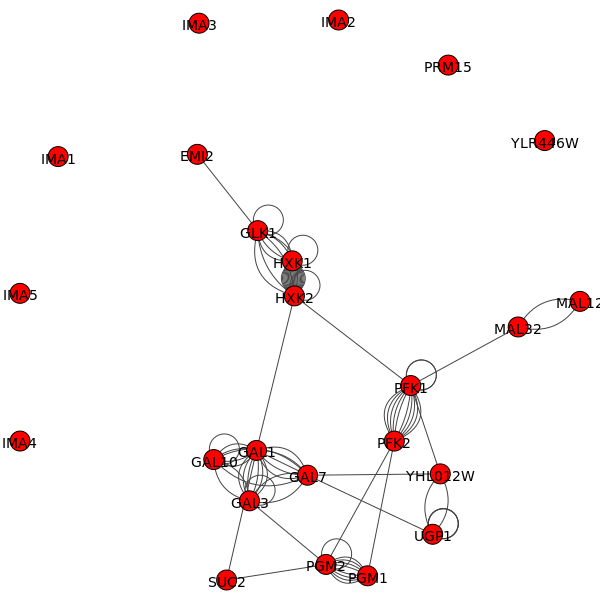 IMA3
IMA2
PRM15
YLR446W
IMA1
EMI2
GLK1
HXK1
IMA5
HXK2
MAL12
MAL32
PFK1
IMA4
PFK2
GAL1
GAL10
GAL7
YHL012W
GAL3
UGP1
PGM2
PGM1
SUC2